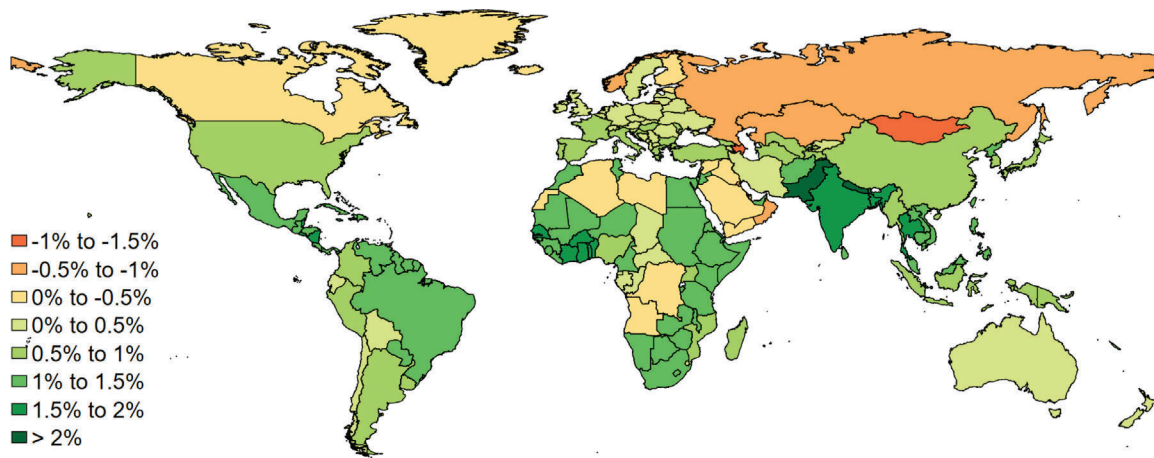 -1% to -1.5%
-0.5% to -1%
0% to -0.5%
0% to 0.5%
0.5% to 1%
1% to 1.5%
1.5% to 2%
> 2%